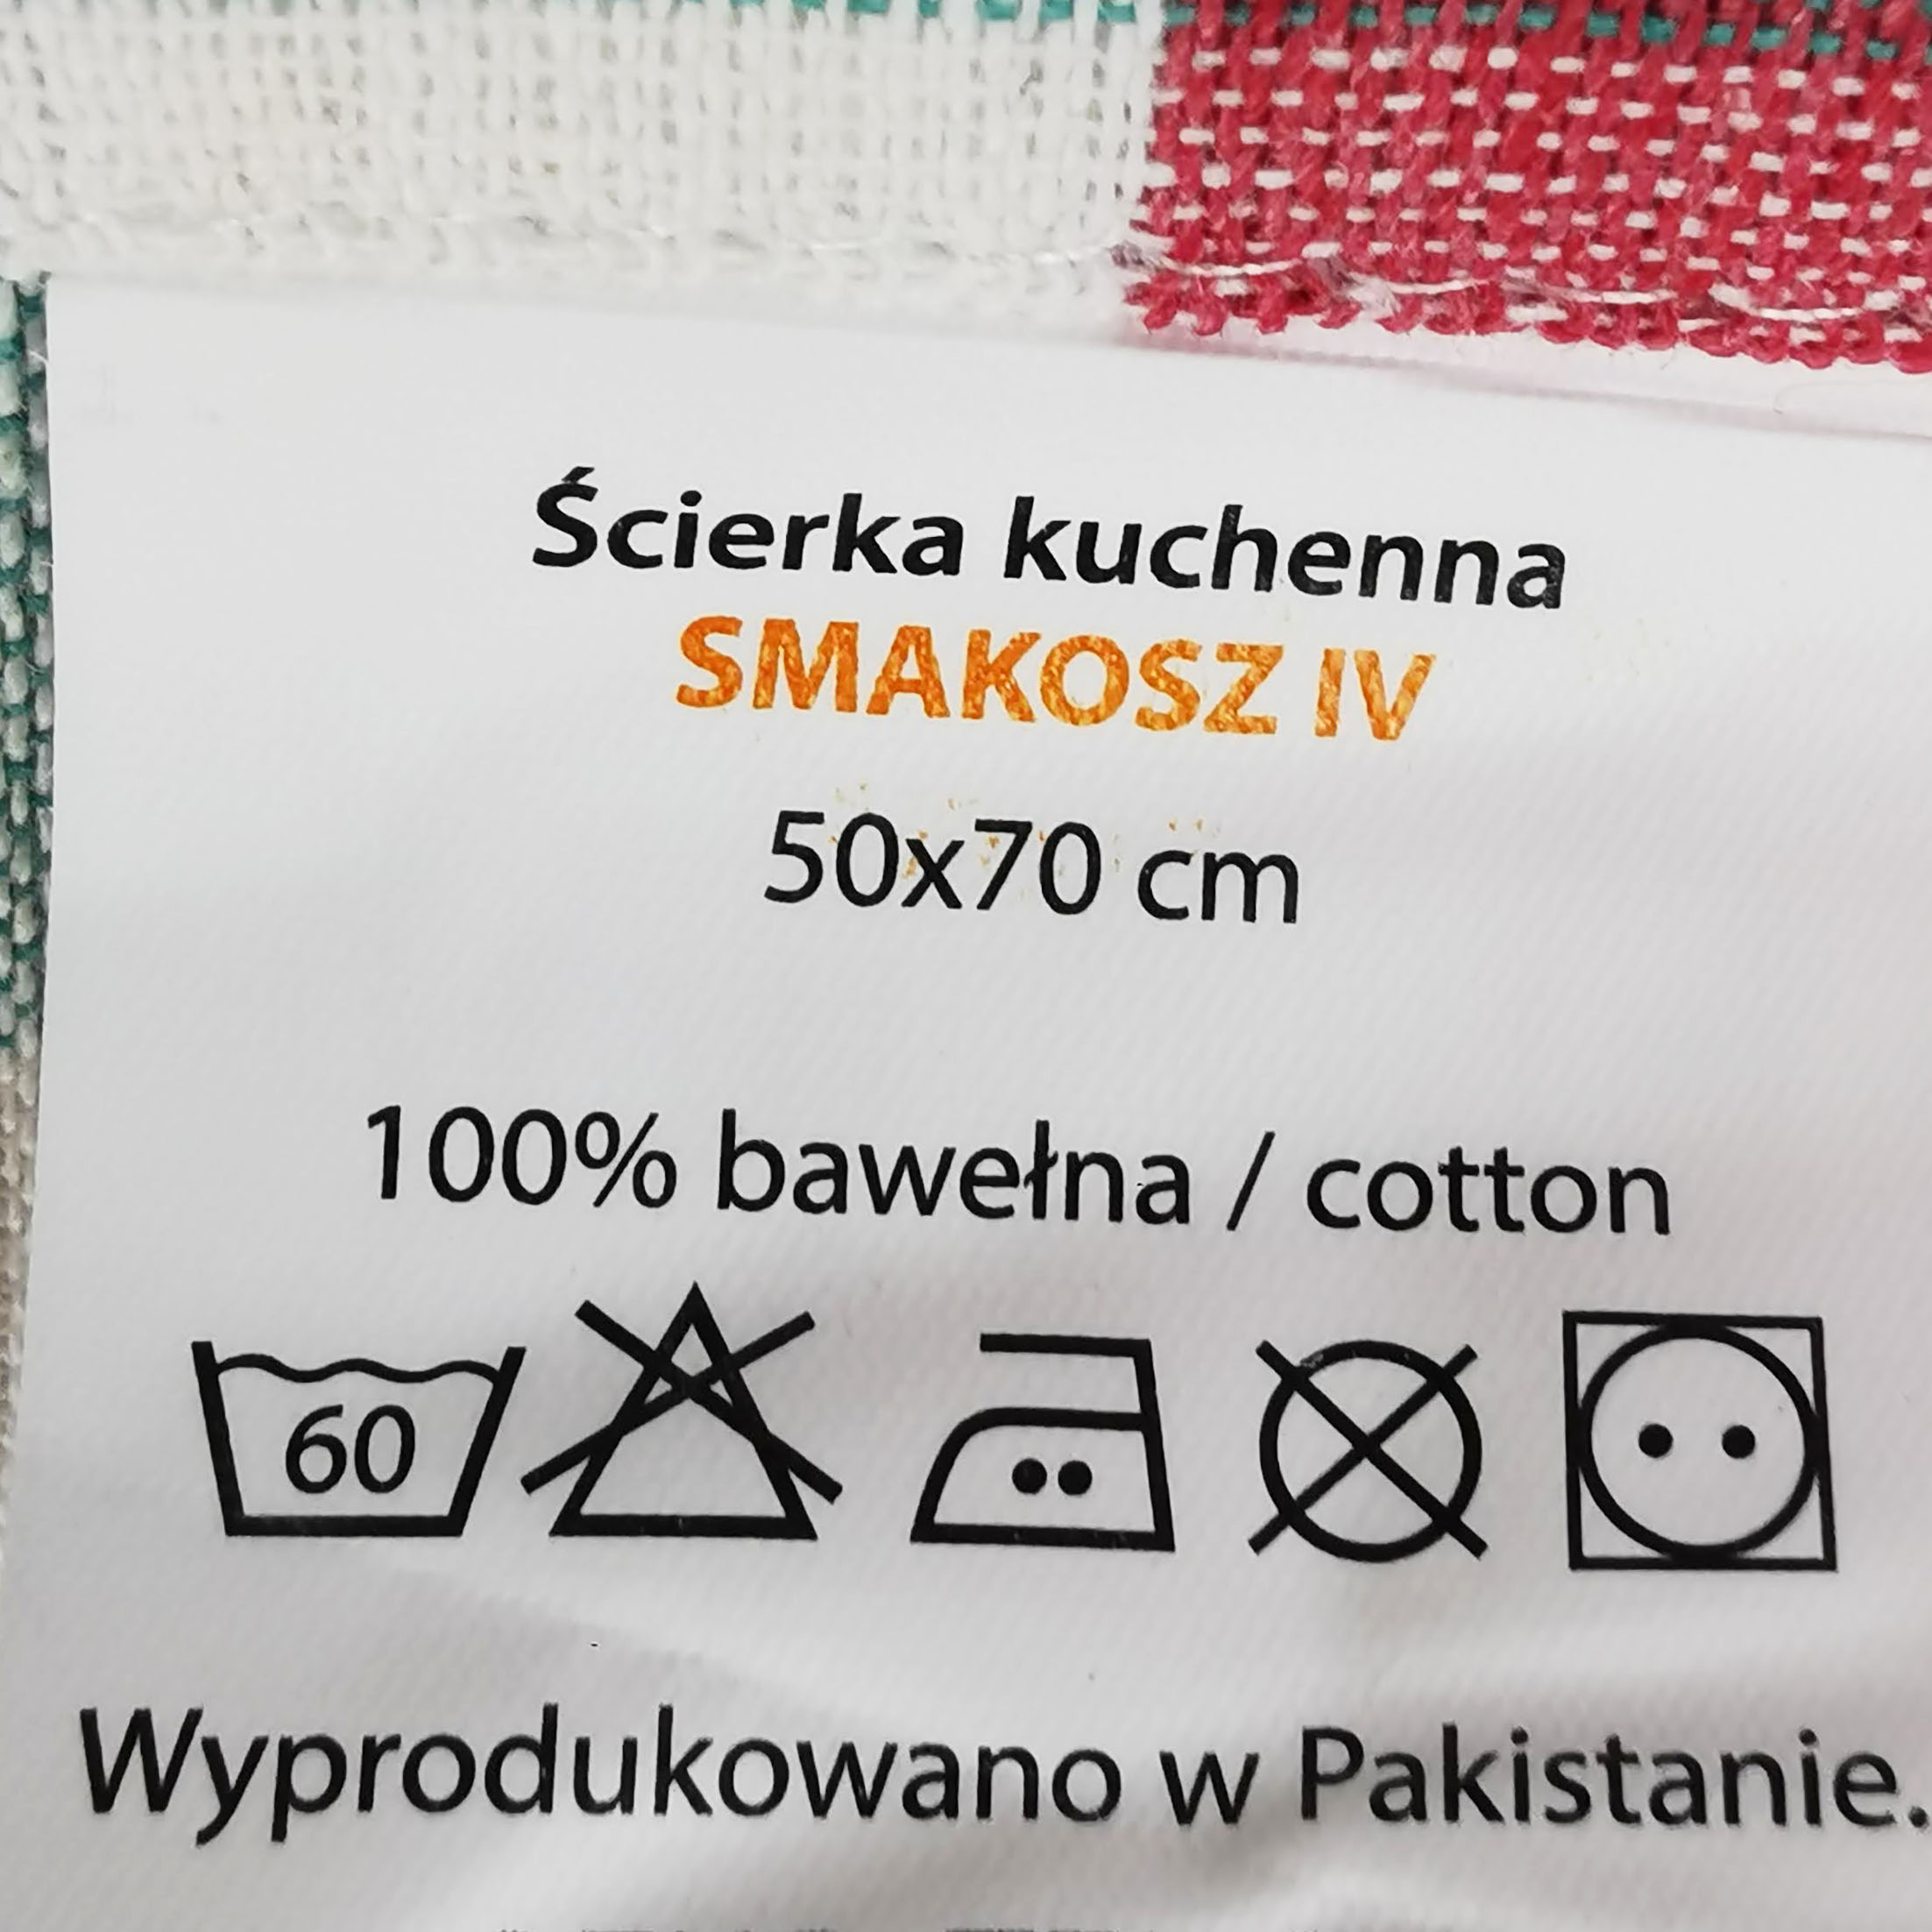 Ścierka kuchenna
SMAKOSZ IV
50x70 cm
100% bawełna / cotton
60
Wyprodukowano w Pakistanie.